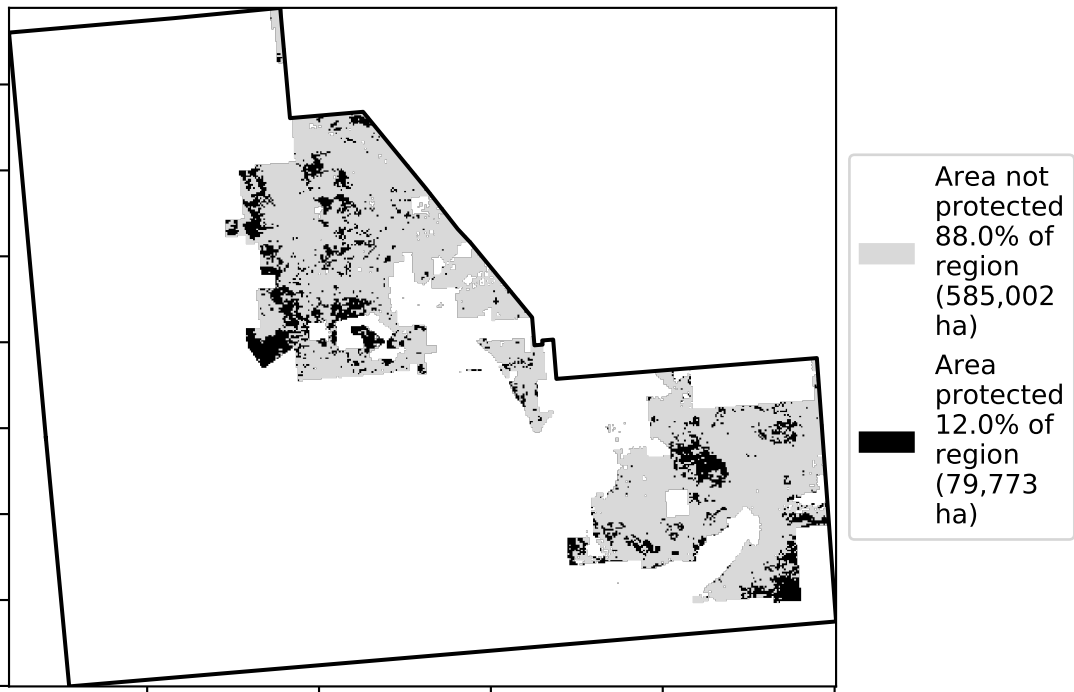 Area not
protected
88.0% of
region
(585,002
ha)
Area
protected
12.0% of
region
(79,773
ha)